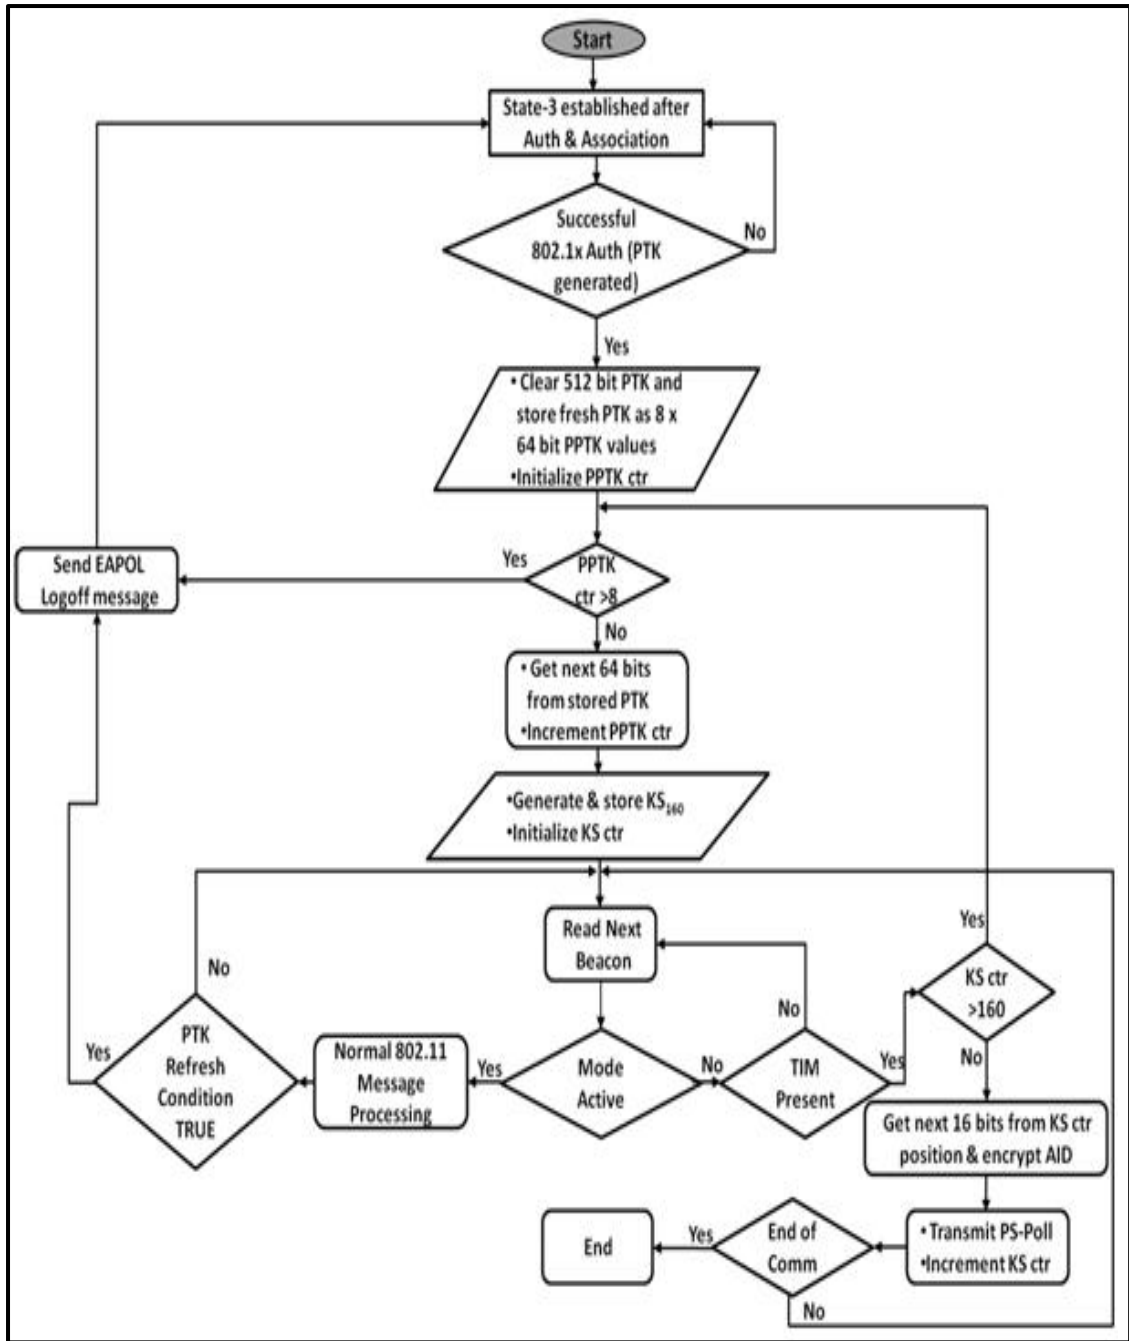 Start
State-3 established after
Auth & Association
Successful
802.1x Auth (PTK
generated)
No
Yes
• Clear 512 bit PTK and
store fresh PTK as 8 x
64 bit PPTK values
•Initialize PPTK ctr
Send EAPOL
Logoff message
Yes
PPTK
ctr >8
No
• Get next 64 bits
from stored PTK
•Increment PPTK ctr
•Generate & store KS160
•Initialize KS ctr
Read Next
Beacon
Yes
KS ctr
>160
No
No
PTK
Refresh
Condition
TRUE
Yes
Normal 802.11
Message
Processing
Yes
Mode
Active
No
TIM
Present
No
Yes
Get next 16 bits from KS ctr
position & encrypt AID
• Transmit PS-Poll
•Increment KS ctr
End of
Comm
Yes
End
No